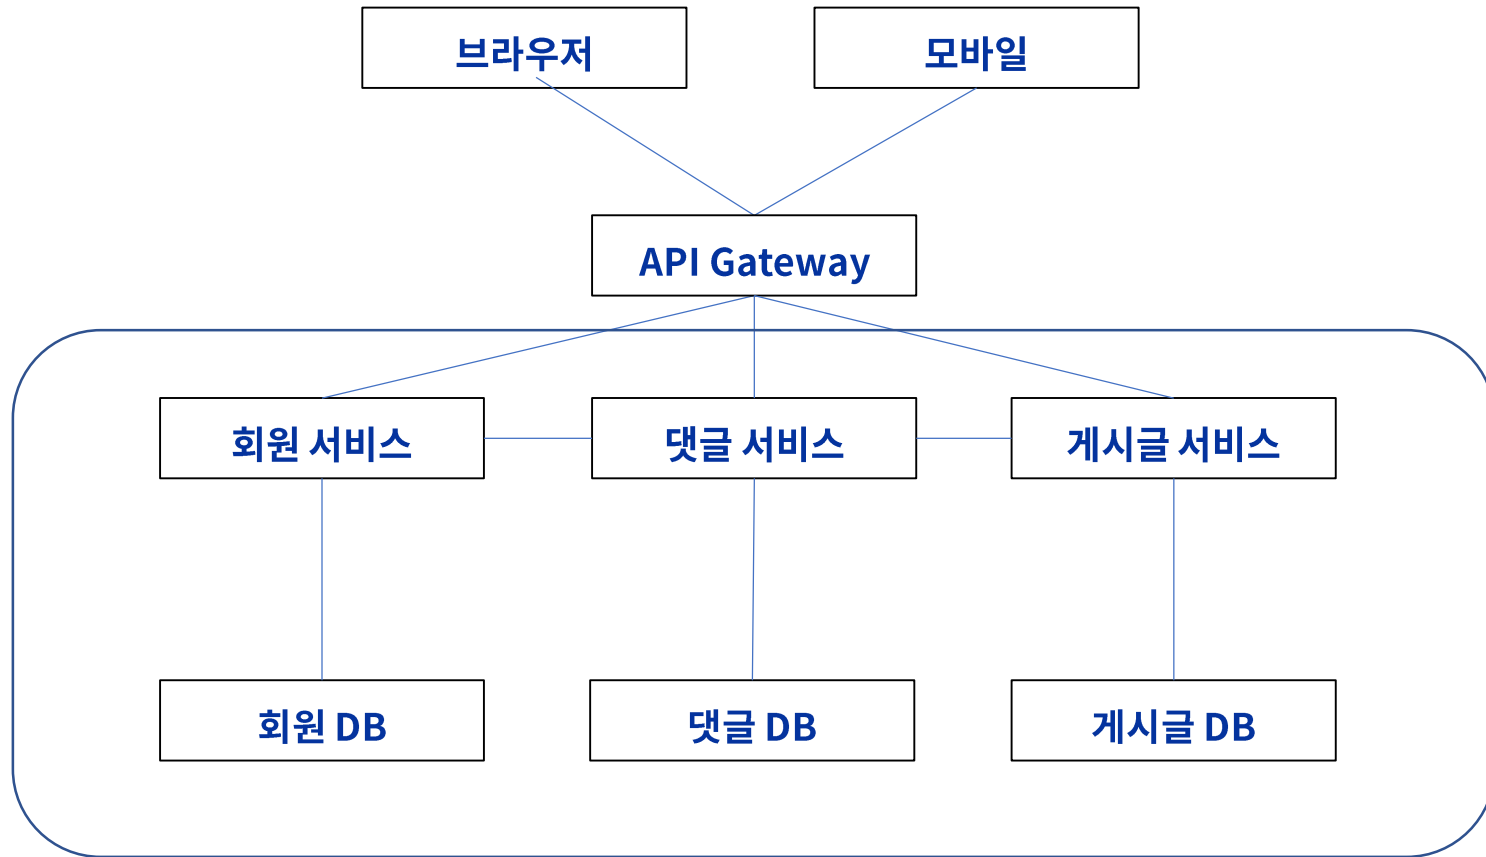 브라우저
모바일
API Gateway
회원 서비스
댓글 서비스
게시글 서비스
회원 DB
댓글 DB
게시글 DB